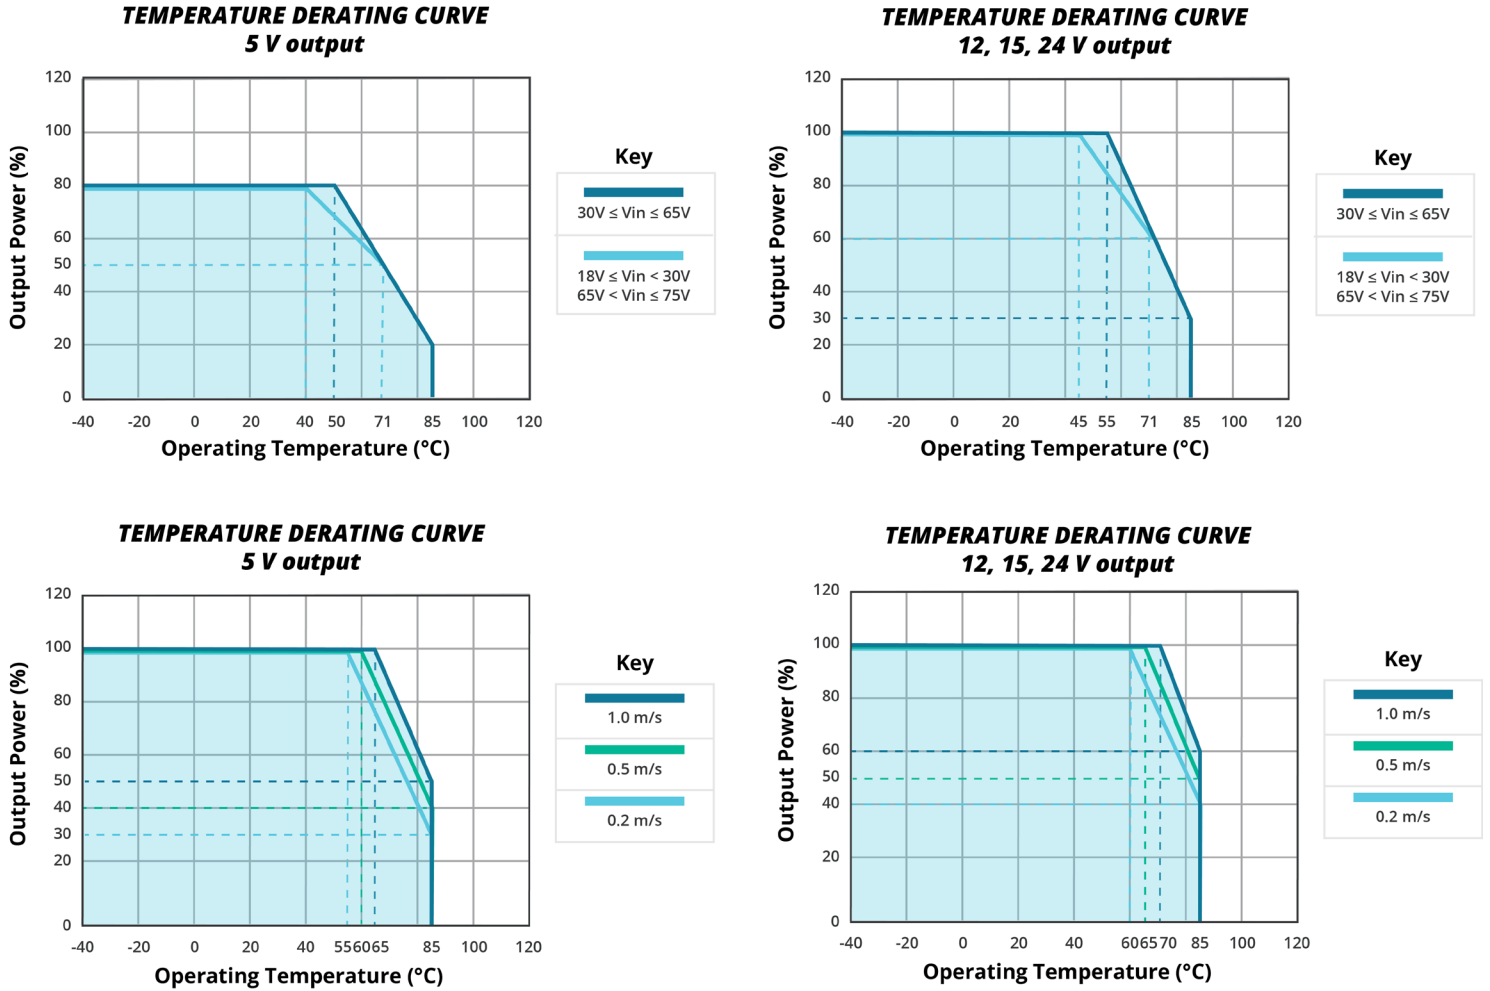 TEMPERATURE DERATING CURVE
5 V output
120
100
80
60
50
40
20
0
Output Power (%)
-40 -20 0 20 40 50 71 85 100 120
Operating Temperature (°C)
Key
30V ≤ Vin ≤ 65V
18V ≤ Vin < 30V
65V < Vin ≤ 75V
TEMPERATURE DERATING CURVE
12, 15, 24 V output
120
100
80
60
40
30
20
0
Output Power (%)
-40 -20 0 20 45 55 71 85 100 120
Operating Temperature (°C)
Key
30V ≤ Vin ≤ 65V
18V ≤ Vin < 30V
65V < Vin ≤ 75V
TEMPERATURE DERATING CURVE
5 V output
120
100
80
60
50
40
30
20
0
Output Power (%)
-40 -20 0 20 40 55 60 65 85 100 120
Operating Temperature (°C)
Key
1.0 m/s
0.5 m/s
0.2 m/s
TEMPERATURE DERATING CURVE
12, 15, 24 V output
120
100
80
60
50
40
20
0
Output Power (%)
-40 -20 0 20 40 60 65 70 85 100 120
Operating Temperature (°C)
Key
1.0 m/s
0.5 m/s
0.2 m/s